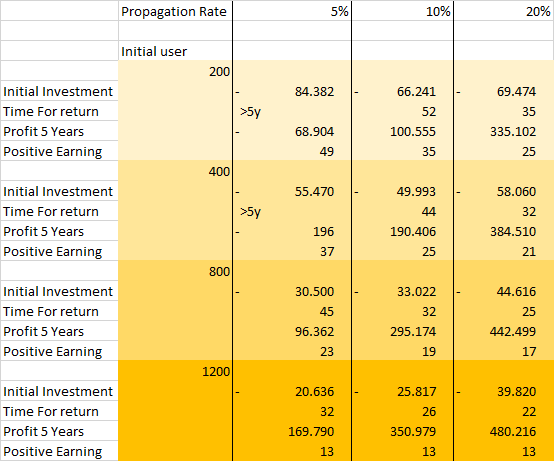 Propagation Rate 5% 10% 20%
Initial user
200
Initial Investment - 84.382 - 66.241 - 69.474
Time For return >5y 52 35
Profit 5 Years - 68.904 100.555 335.102
Positive Earning 49 35 25
400
Initial Investment - 55.470 - 49.993 - 58.060
Time For return >5y 44 32
Profit 5 Years - 196 190.406 384.510
Positive Earning 37 25 21
800
Initial Investment - 30.500 - 33.022 - 44.616
Time For return 45 32 25
Profit 5 Years 96.362 295.174 442.499
Positive Earning 23 19 17
1200
Initial Investment - 20.636 - 25.817 - 39.820
Time For return 32 26 22
Profit 5 Years 169.790 350.979 480.216
Positive Earning 13 13 13